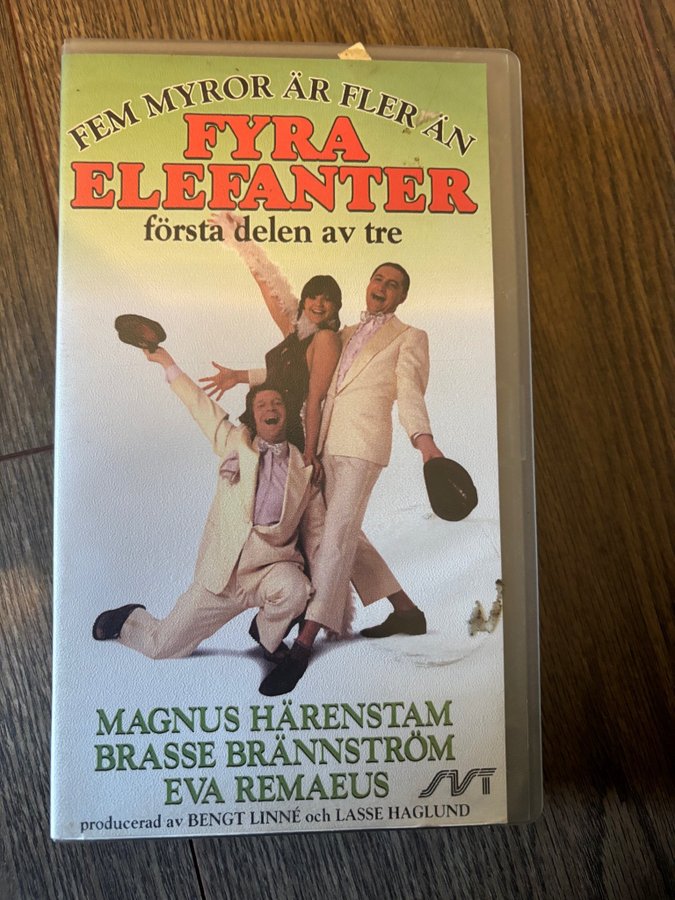 FEM MYROR ÄR FLER ÄN
FYRA
ELEFANTER
första delen av tre
MAGNUS HÄRENSTAM
BRASSE BRÄNNSTRÖM
EVA REMAEUS
SVT
producerad av BENGT LINNÉ och LASSE HAGLUND